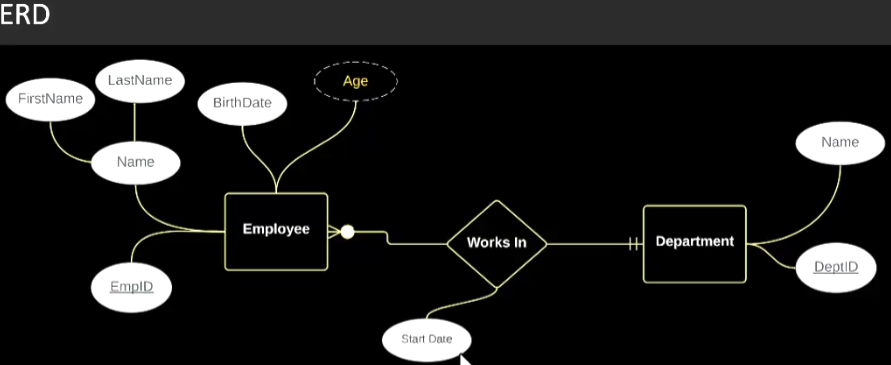 ERD
LastName
FirstName
Age
BirthDate
Name
Name
Employee
Works In
Department
EmpID
DeptID
Start Date